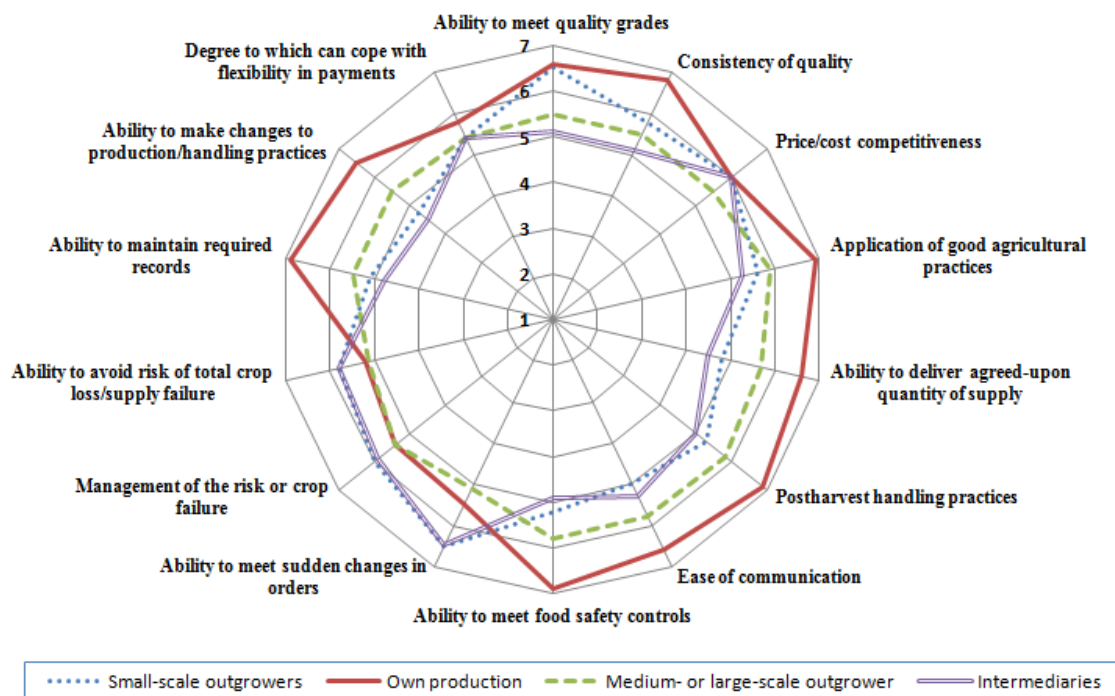 Ability to meet quality grades
Degree to which can cope with
flexibility in payments
Consistency of quality
Ability to make changes to
production/handling practices
Price/cost competitiveness
Ability to maintain required
records
Application of good agricultural
practices
Ability to avoid risk of total crop
loss/supply failure
Ability to deliver agreed-upon
quantity of supply
Management of the risk or crop
failure
Postharvest handling practices
Ability to meet sudden changes in
orders
Ease of communication
Ability to meet food safety controls
7
6
5
4
3
2
1
Small-scale outgrowers
Own production
Medium- or large-scale outgrower
Intermediaries